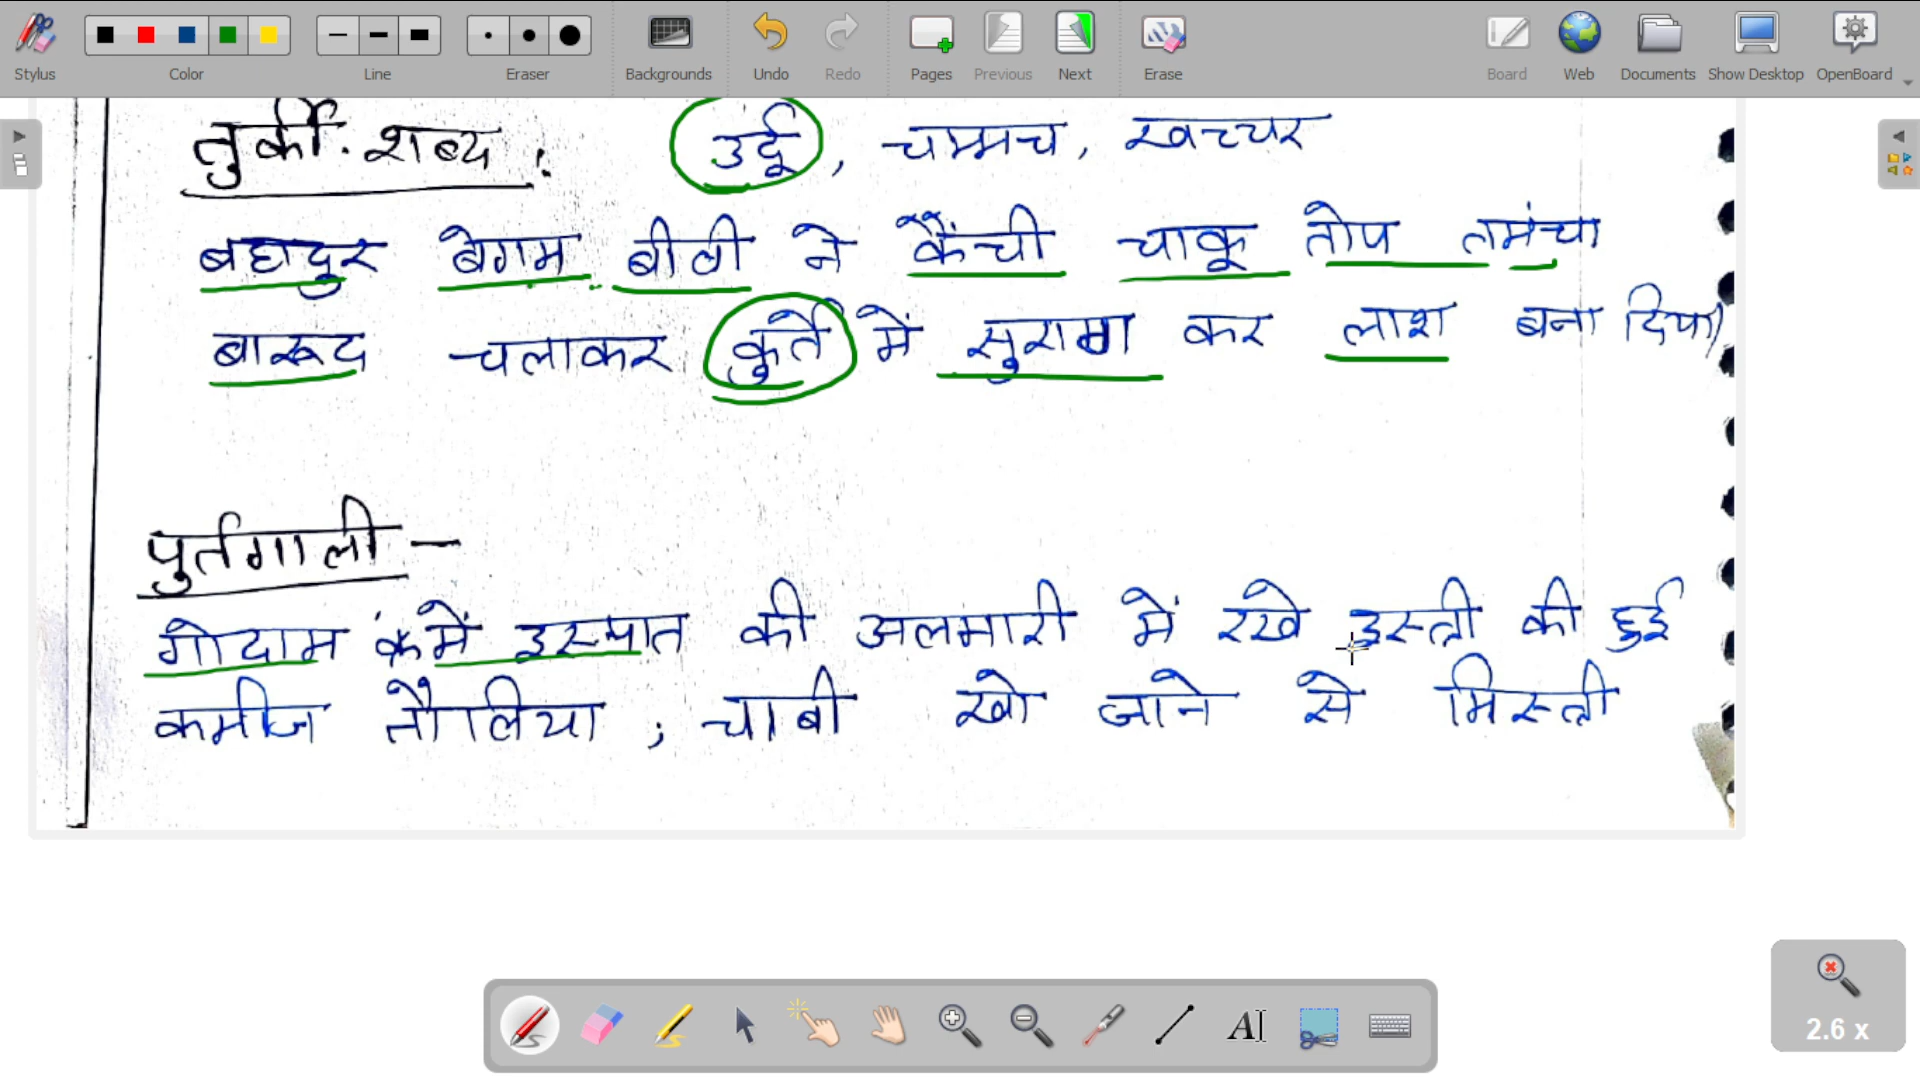 Stylus Color Line Eraser Backgrounds Undo Redo Pages Previous Next Erase Board Web Documents Show Desktop OpenBoard
तुर्की. शब्द : उर्दू, चम्मच, खच्चर
बहादुर बेगम बीवी ने कैंची चाकू तोप तमंचा
बारूद चलाकर कुर्ते में सुराग कर लाश बना दिया)
पुर्तगाली —
गोदाम में इस्पात की अलमारी में रखे इस्त्री की हुई
कमीज तौलिया ; चाबी खो जाने से मिस्त्री
AI
2.6 x